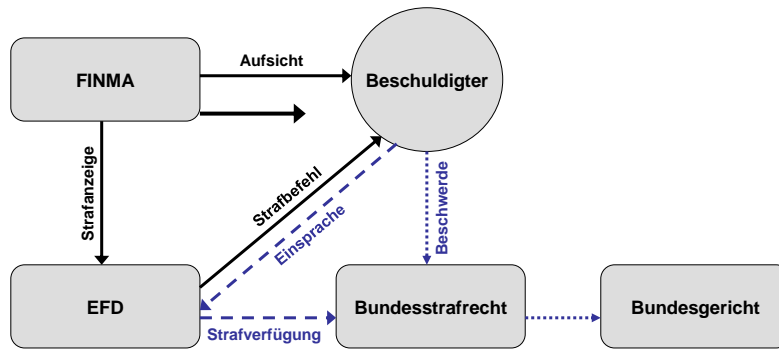 Aufsicht
FINMA
Beschuldigter
Strafanzeige
Strafbefehl
Einsprache
Beschwerde
EFD
Bundesstrafrecht
Bundesgericht
Strafverfügung